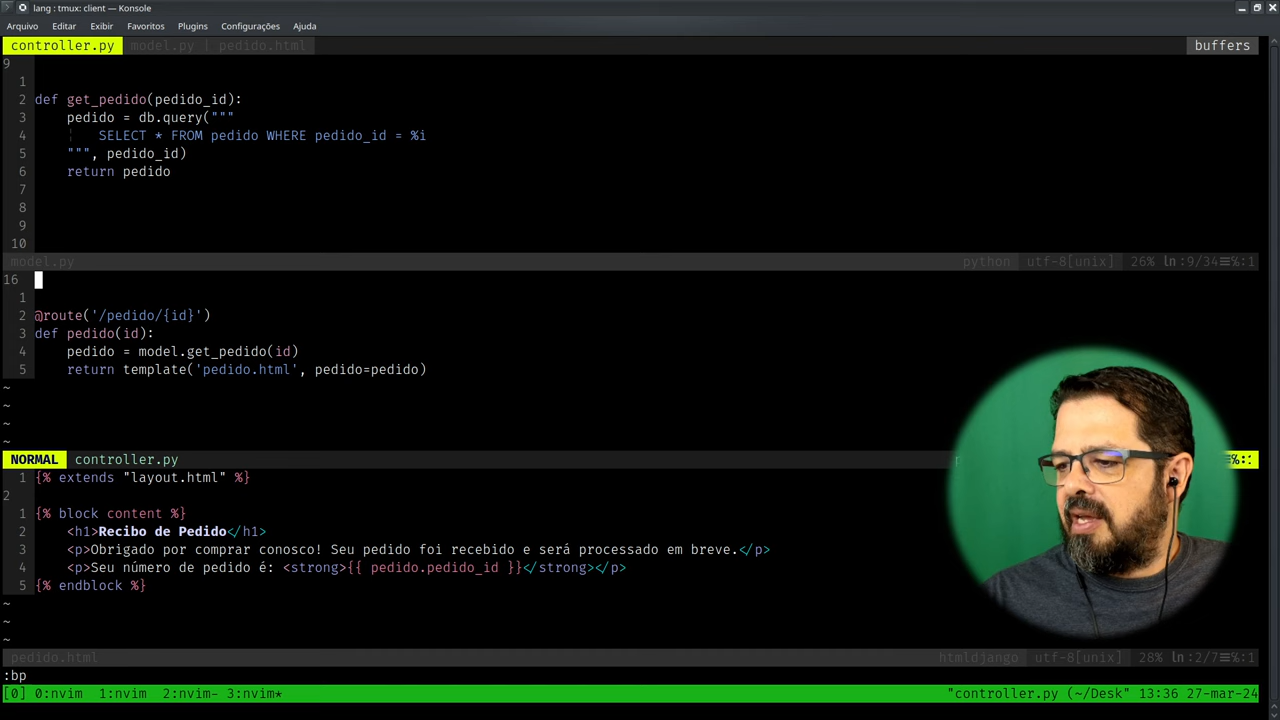 lang : tmux: client — Konsole
Arquivo Editar Exibir Favoritos Plugins Configurações Ajuda
controller.py model.py | pedido.html buffers
9
1
2 def get_pedido(pedido_id):
3 pedido = db.query("""
4 ¦ SELECT * FROM pedido WHERE pedido_id = %i
5 """, pedido_id)
6 return pedido
7
8
9
10
model.py python utf-8[unix] 26% ln:9/34≡%:1
16
1
2 @route('/pedido/{id}')
3 def pedido(id):
4 pedido = model.get_pedido(id)
5 return template('pedido.html', pedido=pedido)
~
~
~
~
NORMAL controller.py p %:1
1 {% extends "layout.html" %}
2
1 {% block content %}
2 <h1>Recibo de Pedido</h1>
3 <p>Obrigado por comprar conosco! Seu pedido foi recebido e será processado em breve.</p>
4 <p>Seu número de pedido é: <strong>{{ pedido.pedido_id }}</strong></p>
5 {% endblock %}
~
~
~
pedido.html htmldjango utf-8[unix] 28% ln:2/7≡%:1
:bp
[0] 0:nvim 1:nvim 2:nvim- 3:nvim* "controller.py (~/Desk" 13:36 27-mar-24